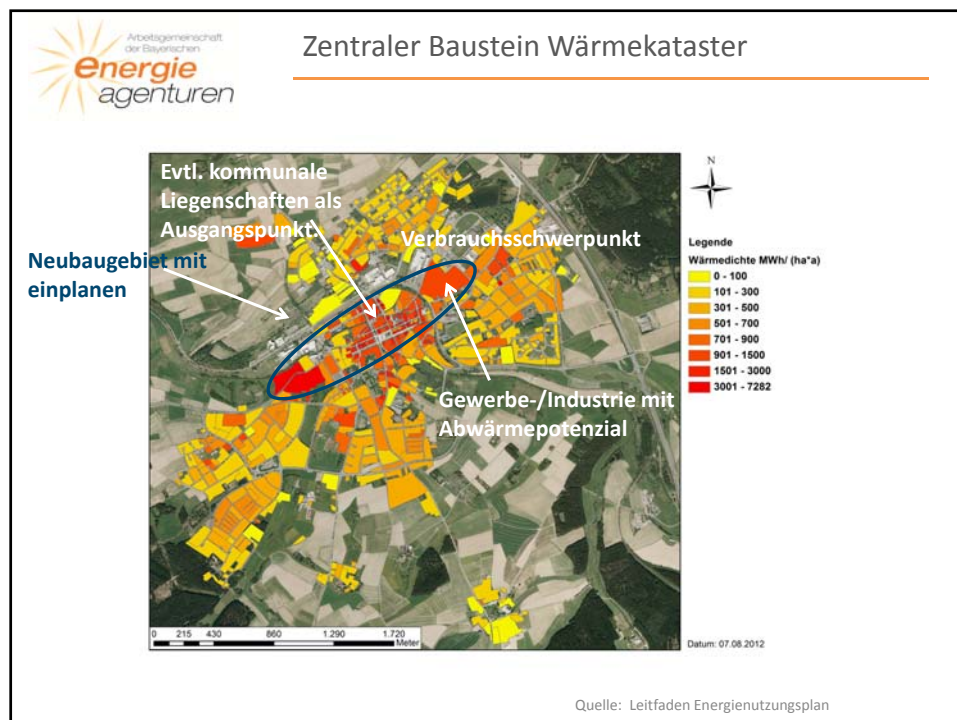 Arbeitsgemeinschaft
der Bayerischen
energie
agenturen
Zentraler Baustein Wärmekataster
Evtl. kommunale
Liegenschaften als
Ausgangspunkt.
Verbrauchsschwerpunkt
Neubaugebiet mit
einplanen
Gewerbe-/Industrie mit
Abwärmepotenzial
N
Legende
Wärmedichte MWh/ (ha*a)
0 - 100
101 - 300
301 - 500
501 - 700
701 - 900
901 - 1500
1501 - 3000
3001 - 7282
0 215 430 860 1.290 1.720
Meter
Datum: 07.08.2012
Quelle: Leitfaden Energienutzungsplan